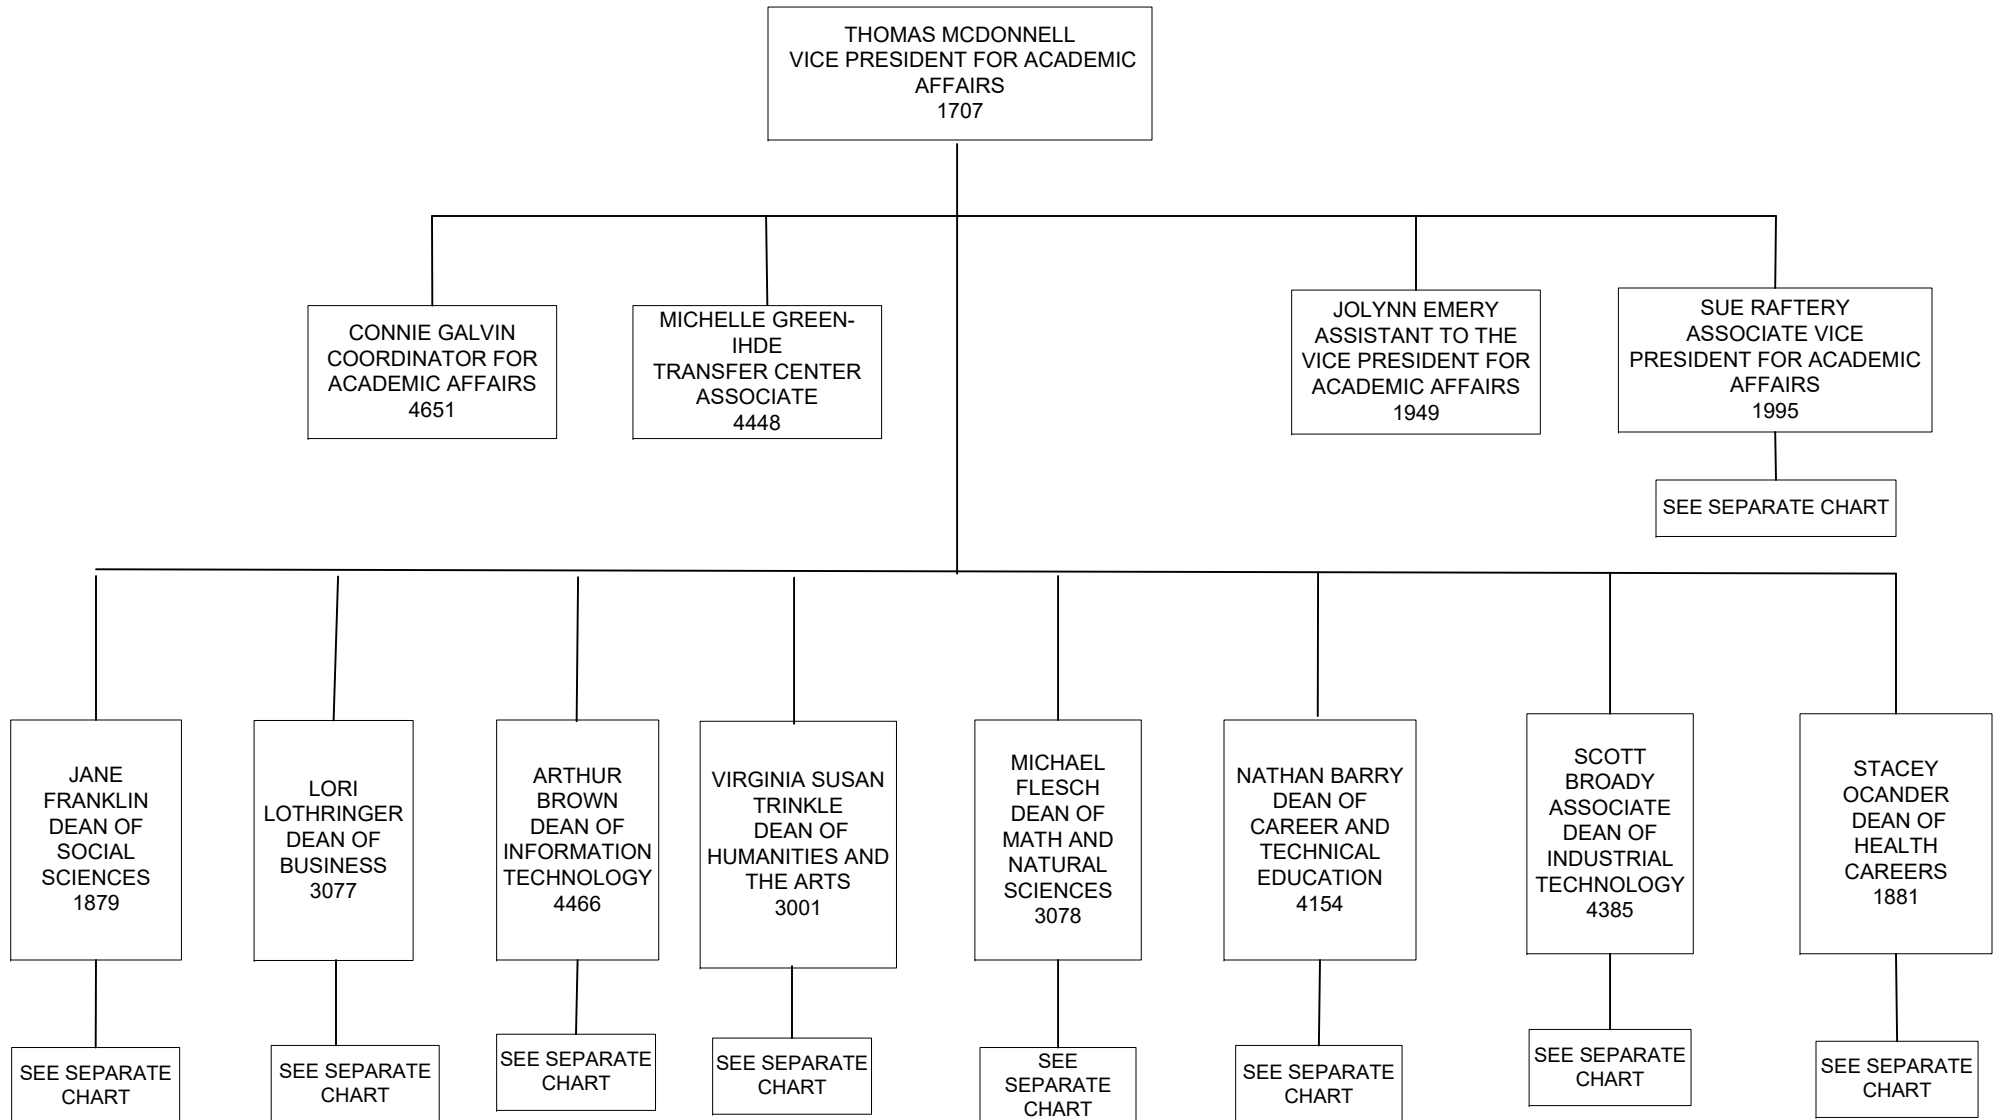 THOMAS MCDONNELL
VICE PRESIDENT FOR ACADEMIC
AFFAIRS
1707
CONNIE GALVIN
COORDINATOR FOR
ACADEMIC AFFAIRS
4651
MICHELLE GREEN-
IHDE
TRANSFER CENTER
ASSOCIATE
4448
JOLYNN EMERY
ASSISTANT TO THE
VICE PRESIDENT FOR
ACADEMIC AFFAIRS
1949
SUE RAFTERY
ASSOCIATE VICE
PRESIDENT FOR ACADEMIC
AFFAIRS
1995
SEE SEPARATE CHART
JANE
FRANKLIN
DEAN OF
SOCIAL
SCIENCES
1879
LORI
LOTHRINGER
DEAN OF
BUSINESS
3077
ARTHUR
BROWN
DEAN OF
INFORMATION
TECHNOLOGY
4466
VIRGINIA SUSAN
TRINKLE
DEAN OF
HUMANITIES AND
THE ARTS
3001
MICHAEL
FLESCH
DEAN OF
MATH AND
NATURAL
SCIENCES
3078
NATHAN BARRY
DEAN OF
CAREER AND
TECHNICAL
EDUCATION
4154
SCOTT
BROADY
ASSOCIATE
DEAN OF
INDUSTRIAL
TECHNOLOGY
4385
STACEY
OCANDER
DEAN OF
HEALTH
CAREERS
1881
SEE SEPARATE
CHART
SEE SEPARATE
CHART
SEE SEPARATE
CHART
SEE SEPARATE
CHART
SEE
SEPARATE
CHART
SEE SEPARATE
CHART
SEE SEPARATE
CHART
SEE SEPARATE
CHART